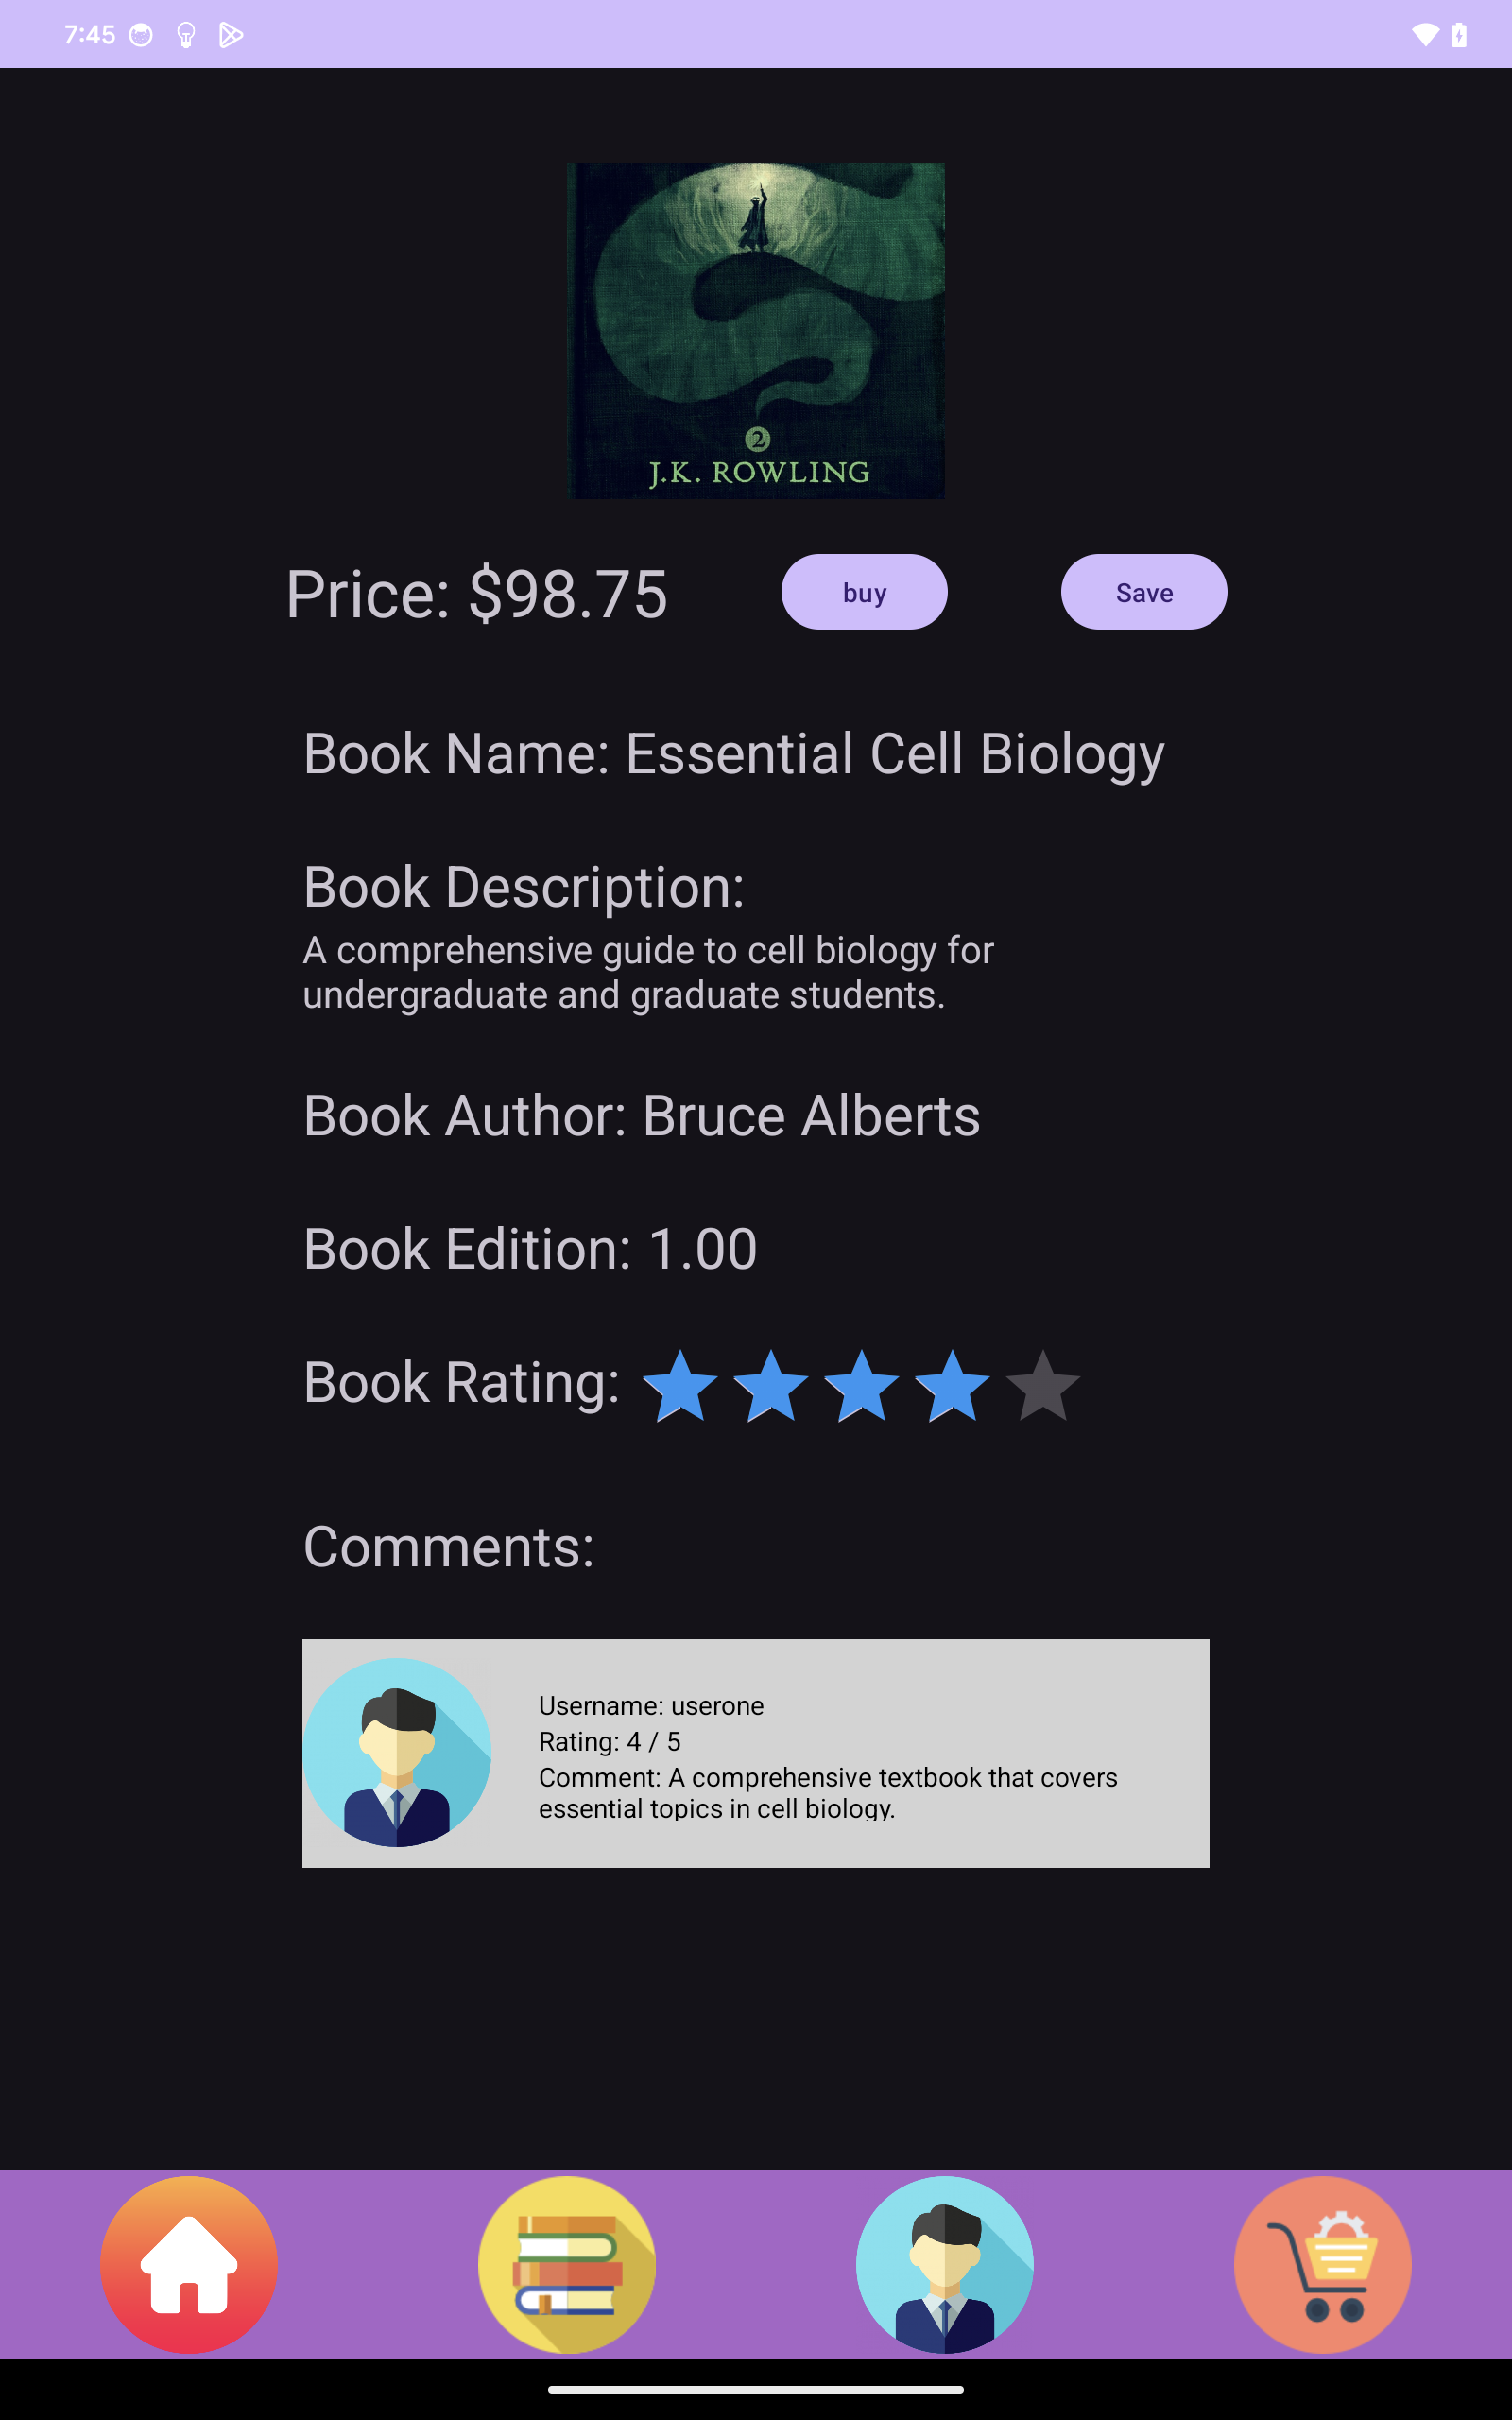 7:45
2
J.K. ROWLING
Price: $98.75
buy
Save
Book Name: Essential Cell Biology
Book Description:
A comprehensive guide to cell biology for
undergraduate and graduate students.
Book Author: Bruce Alberts
Book Edition: 1.00
Book Rating:
Comments:
Username: userone
Rating: 4 / 5
Comment: A comprehensive textbook that covers
essential topics in cell biology.